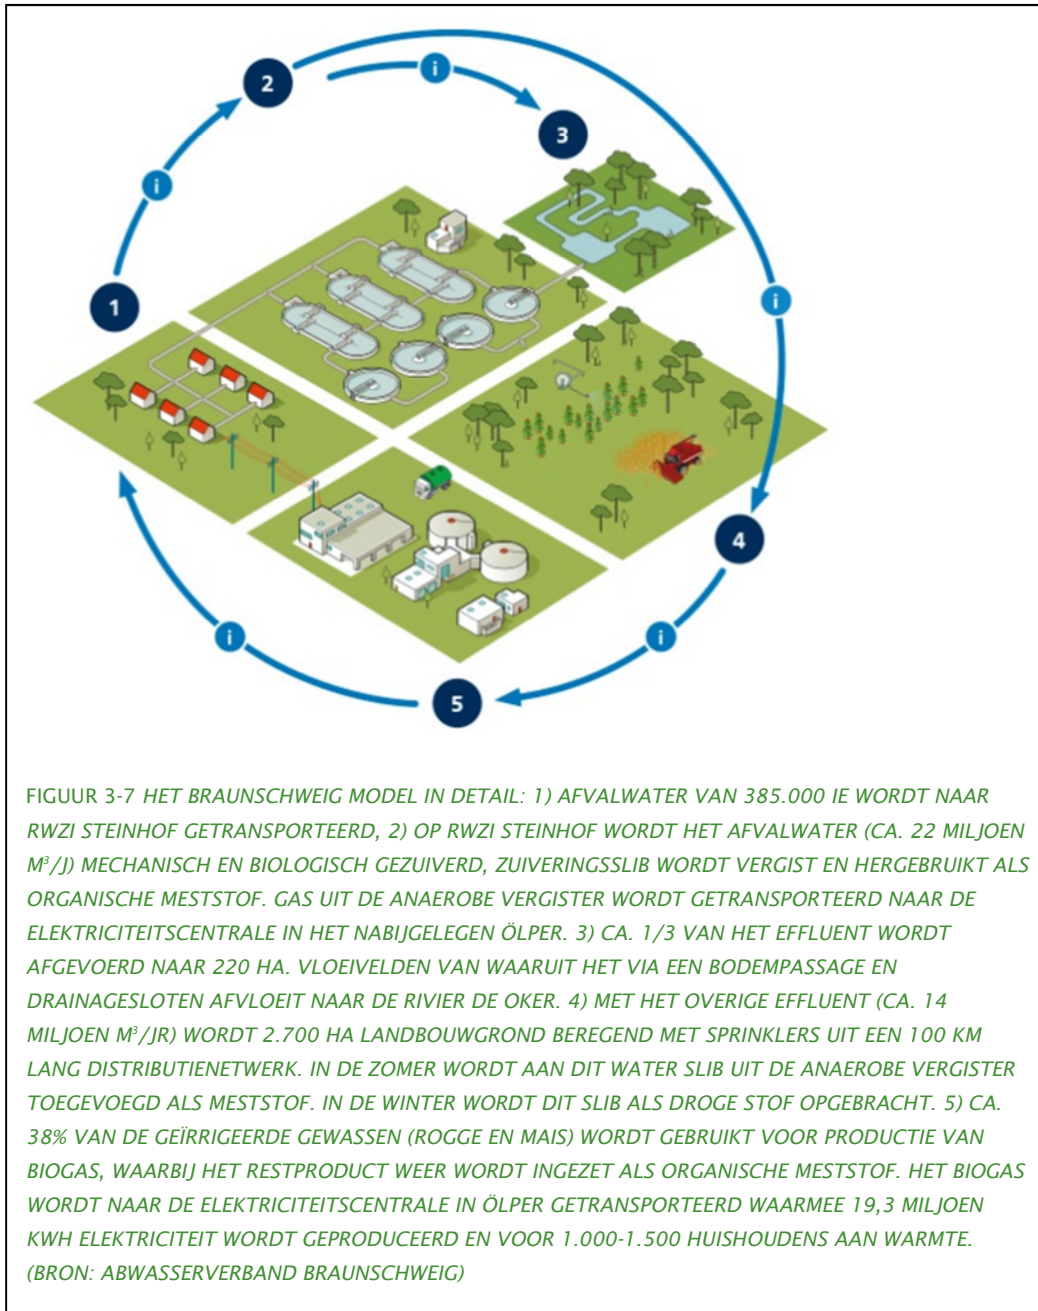 2
i
3
i
1
i
4
i
i
5
FIGUUR 3-7 HET BRAUNSCHWEIG MODEL IN DETAIL: 1) AFVALWATER VAN 385.000 IE WORDT NAAR
RWZI STEINHOF GETRANSPORTEERD, 2) OP RWZI STEINHOF WORDT HET AFVALWATER (CA. 22 MILJOEN
M³/J) MECHANISCH EN BIOLOGISCH GEZUIVERD, ZUIVERINGSSLIB WORDT VERGIST EN HERGEBRUIKT ALS
ORGANISCHE MESTSTOF. GAS UIT DE ANAEROBE VERGISTER WORDT GETRANSPORTEERD NAAR DE
ELEKTRICITEITSCENTRALE IN HET NABIJGELEGEN ÖLPER. 3) CA. 1/3 VAN HET EFFLUENT WORDT
AFGEVOERD NAAR 220 HA. VLOEIVELDEN VAN WAARUIT HET VIA EEN BODEMPASSAGE EN
DRAINAGESLOTEN AFVLOEIT NAAR DE RIVIER DE OKER. 4) MET HET OVERIGE EFFLUENT (CA. 14
MILJOEN M³/JR) WORDT 2.700 HA LANDBOUWGROND BEREGEND MET SPRINKLERS UIT EEN 100 KM
LANG DISTRIBUTIENETWERK. IN DE ZOMER WORDT AAN DIT WATER SLIB UIT DE ANAEROBE VERGISTER
TOEGEVOEGD ALS MESTSTOF. IN DE WINTER WORDT DIT SLIB ALS DROGE STOF OPGEBRACHT. 5) CA.
38% VAN DE GEÏRRIGEERDE GEWASSEN (ROGGE EN MAIS) WORDT GEBRUIKT VOOR PRODUCTIE VAN
BIOGAS, WAARBIJ HET RESTPRODUCT WEER WORDT INGEZET ALS ORGANISCHE MESTSTOF. HET BIOGAS
WORDT NAAR DE ELEKTRICITEITSCENTRALE IN ÖLPER GETRANSPORTEERD WAARMEE 19,3 MILJOEN
KWH ELEKTRICITEIT WORDT GEPRODUCEERD EN VOOR 1.000-1.500 HUISHOUDENS AAN WARMTE.
(BRON: ABWASSERVERBAND BRAUNSCHWEIG)